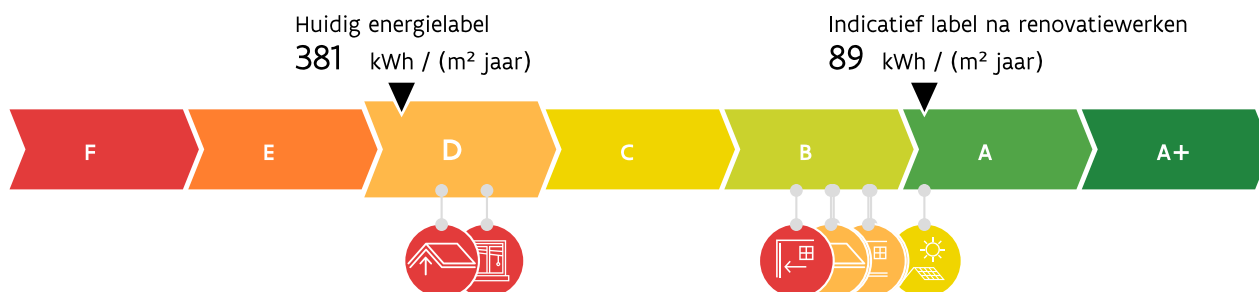 Huidig energielabel
381 kWh / (m² jaar)
Indicatief label na renovatiewerken
89 kWh / (m² jaar)
F E D C B A A+